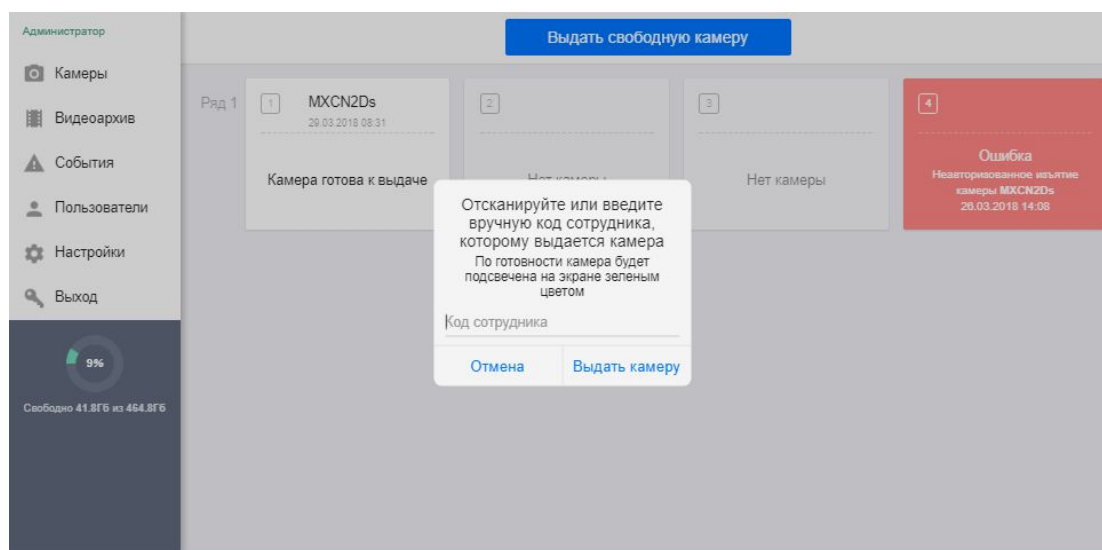 Администратор
Камеры
Видеоархив
События
Пользователи
Настройки
Выход
9%
Свободно 41.8Гб из 464.8Гб
Выдать свободную камеру
Ряд 1
1
MXCN2Ds
29.03.2018 08:31
Камера готова к выдаче
2
Нет камеры
3
Нет камеры
4
Ошибка
Неавторизованное изъятие
камеры MXCN2Ds
26.03.2018 14:08
Отсканируйте или введите
вручную код сотрудника,
которому выдается камера
По готовности камера будет
подсвечена на экране зеленым
цветом
Код сотрудника
Отмена
Выдать камеру